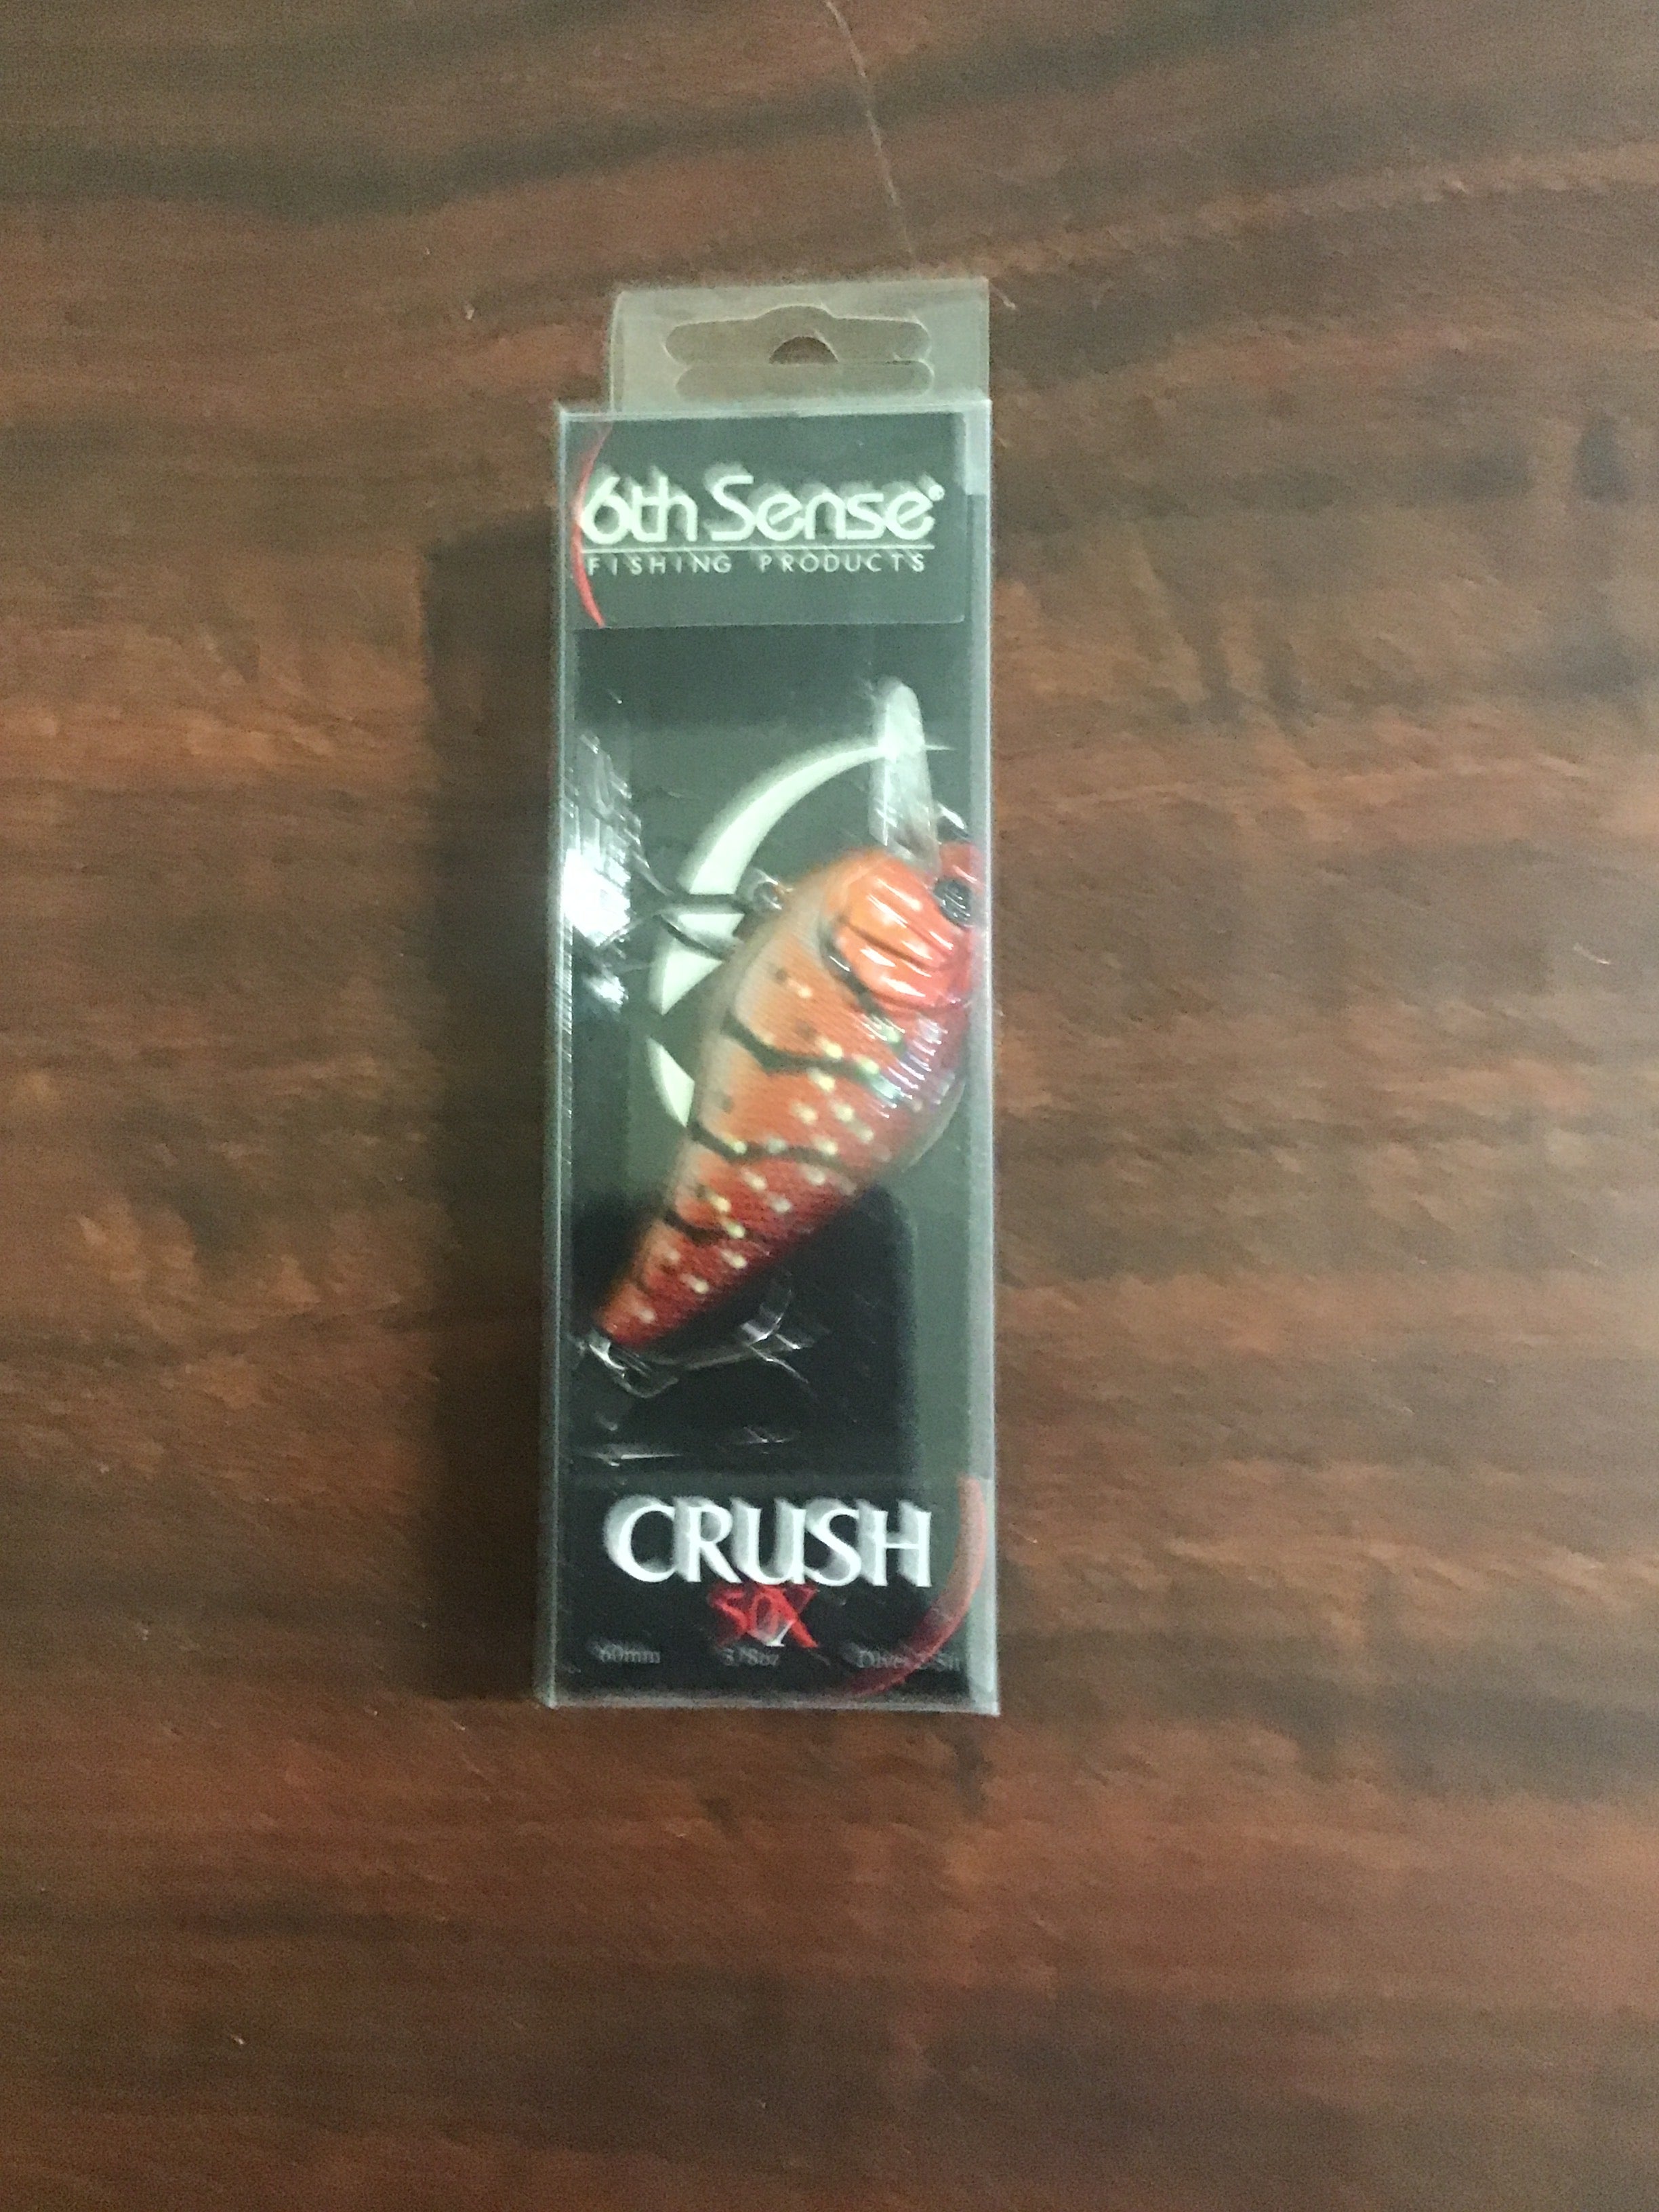 6th Sense®
FISHING PRODUCTS
CRUSH
50X
60mm 3/8oz